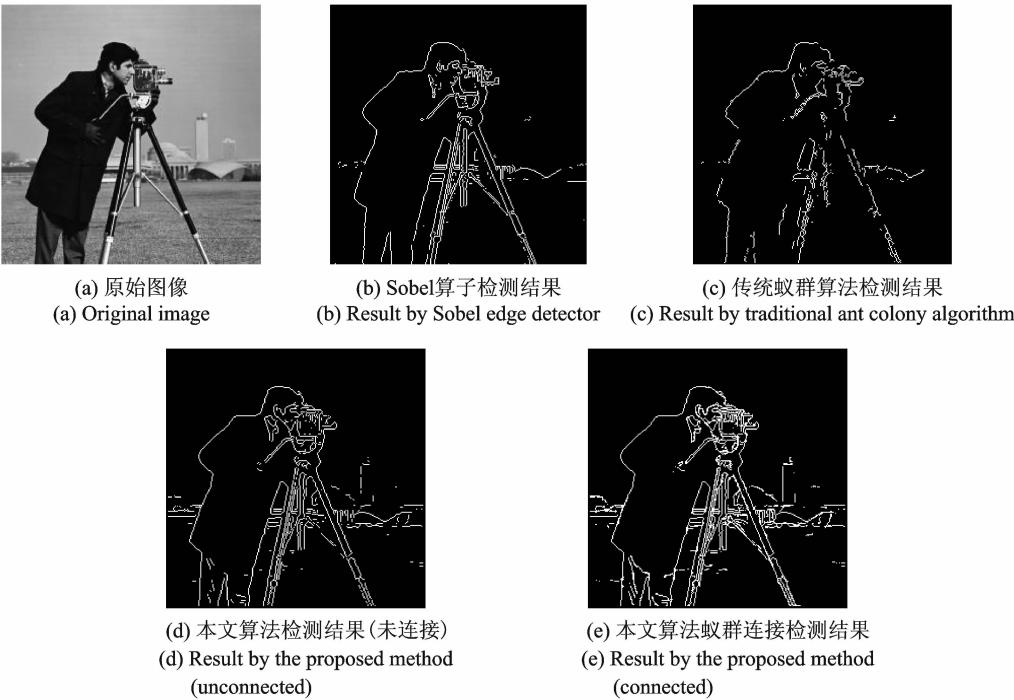 (a) 原始图像
(a) Original image
(b) Sobel算子检测结果
(b) Result by Sobel edge detector
(c) 传统蚁群算法检测结果
(c) Result by traditional ant colony algorithm
(d) 本文算法检测结果(未连接)
(d) Result by the proposed method
(unconnected)
(e) 本文算法蚁群连接检测结果
(e) Result by the proposed method
(connected)